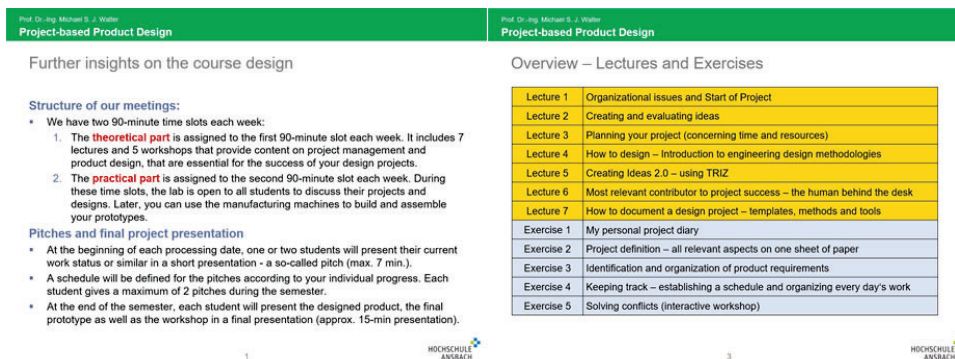 Prof. Dr.-Ing. Michael S. J. Walter
Project-based Product Design
Further insights on the course design
Structure of our meetings:
▪ We have two 90-minute time slots each week:
1. The theoretical part is assigned to the first 90-minute slot each week. It includes 7
lectures and 5 workshops that provide content on project management and
product design, that are essential for the success of your design projects.
2. The practical part is assigned to the second 90-minute slot each week. During
these time slots, the lab is open to all students to discuss their projects and
designs. Later, you can use the manufacturing machines to build and assemble
your prototypes.
Pitches and final project presentation
▪ At the beginning of each processing date, one or two students will present their current
work status or similar in a short presentation - a so-called pitch (max. 7 min.).
▪ A schedule will be defined for the pitches according to your individual progress. Each
student gives a maximum of 2 pitches during the semester.
▪ At the end of the semester, each student will present the designed product, the final
prototype as well as the workshop in a final presentation (approx. 15-min presentation).
1
HOCHSCHULE
ANSBACH
Prof. Dr.-Ing. Michael S. J. Walter
Project-based Product Design
Overview – Lectures and Exercises
Lecture 1 Organizational issues and Start of Project
Lecture 2 Creating and evaluating ideas
Lecture 3 Planning your project (concerning time and resources)
Lecture 4 How to design – Introduction to engineering design methodologies
Lecture 5 Creating Ideas 2.0 – using TRIZ
Lecture 6 Most relevant contributor to project success – the human behind the desk
Lecture 7 How to document a design project – templates, methods and tools
Exercise 1 My personal project diary
Exercise 2 Project definition – all relevant aspects on one sheet of paper
Exercise 3 Identification and organization of product requirements
Exercise 4 Keeping track – establishing a schedule and organizing every day's work
Exercise 5 Solving conflicts (interactive workshop)
3
HOCHSCHULE
ANSBACH